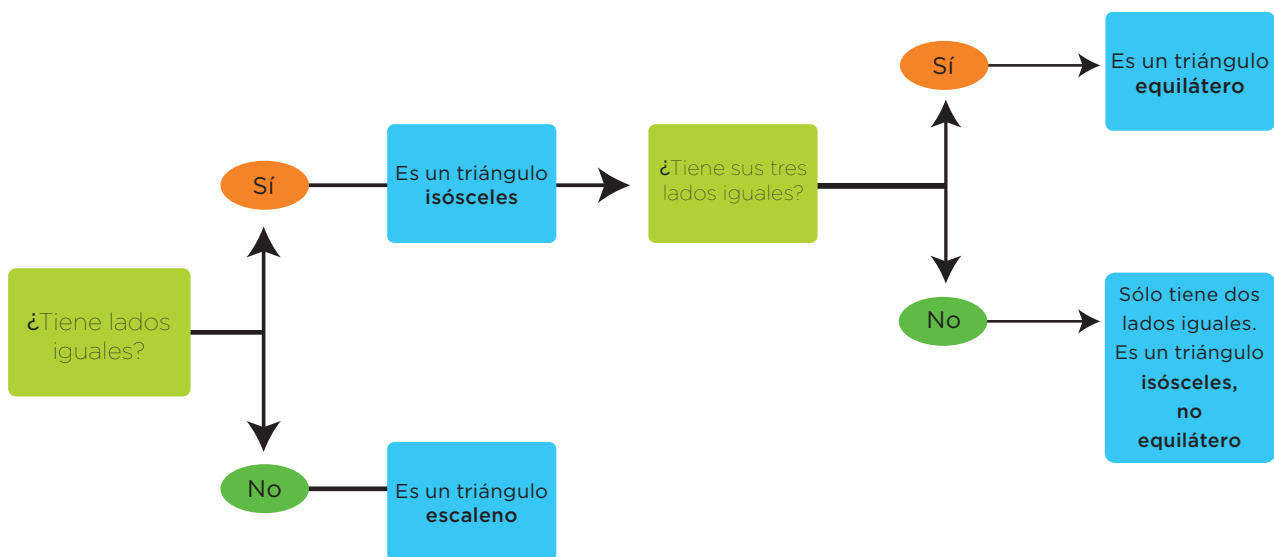 ¿Tiene lados
iguales?
Sí
Es un triángulo
isósceles
No
Es un triángulo
escaleno
¿Tiene sus tres
lados iguales?
Sí
Es un triángulo
equilátero
No
Sólo tiene dos
lados iguales.
Es un triángulo
isósceles,
no
equilátero